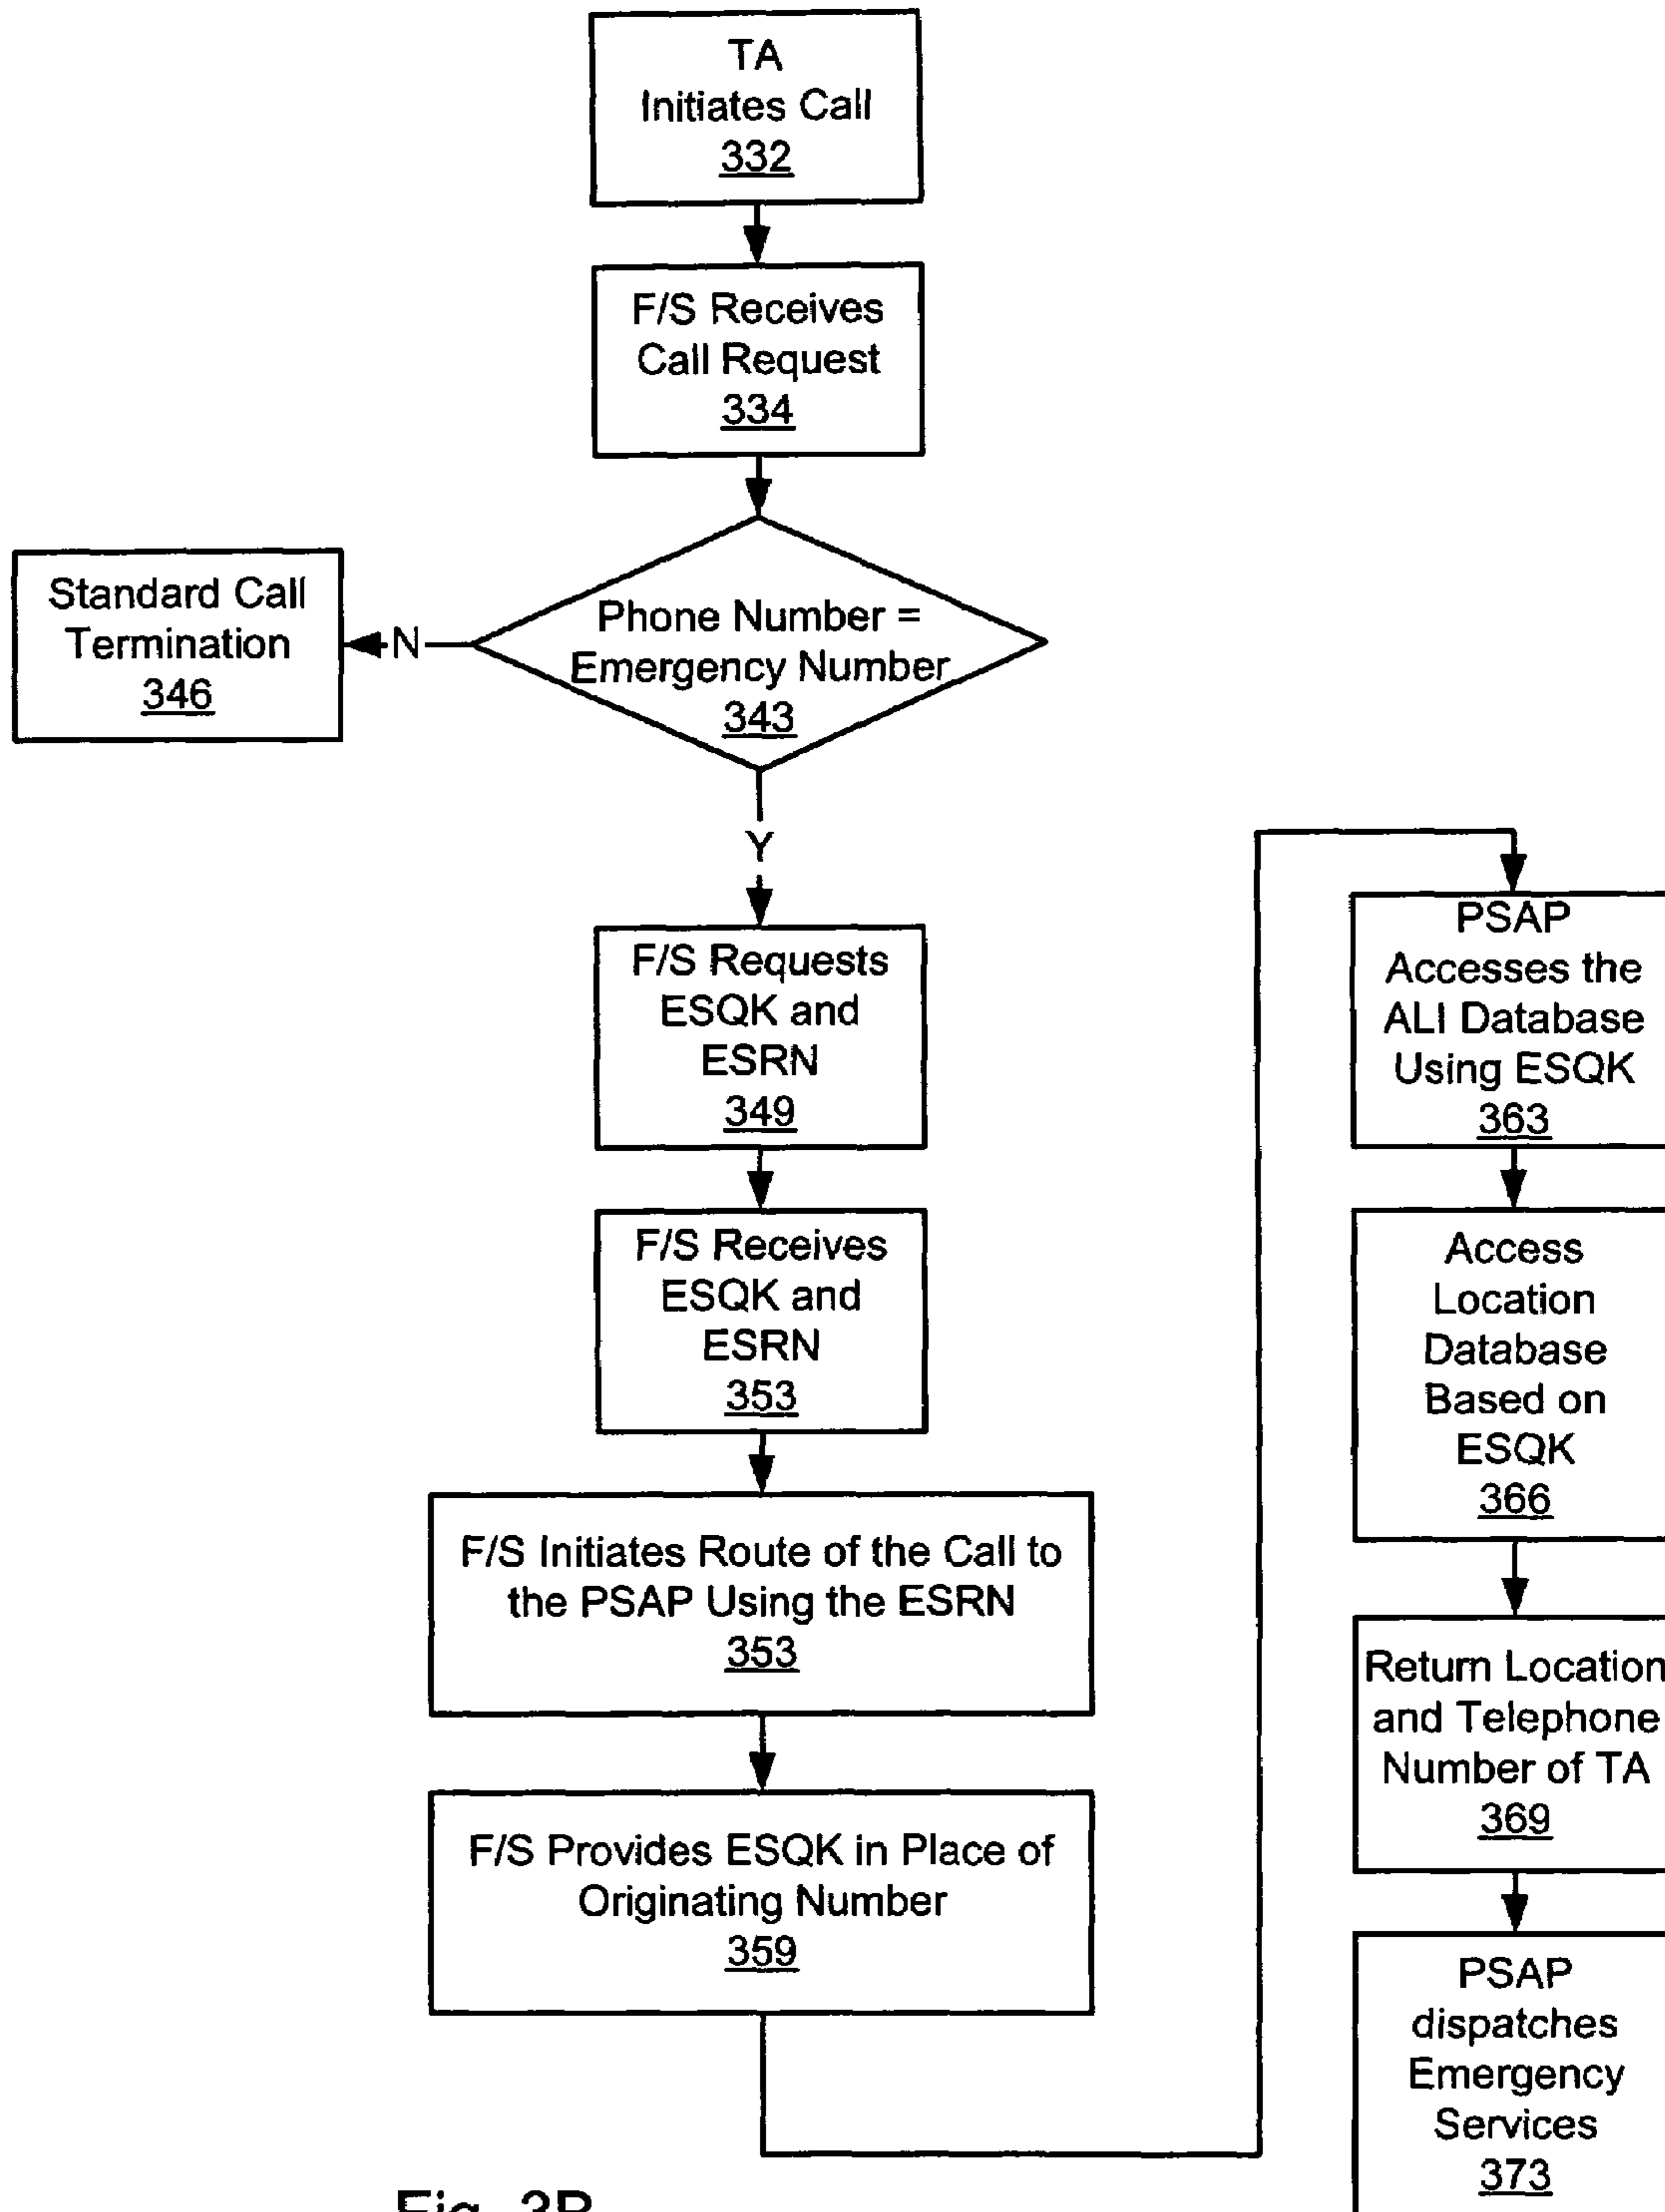 TA
Initiates Call
332
F/S Receives
Call Request
334
Phone Number =
Emergency Number
343
N
Standard Call
Termination
346
Y
F/S Requests
ESQK and
ESRN
349
F/S Receives
ESQK and
ESRN
353
F/S Initiates Route of the Call to
the PSAP Using the ESRN
353
F/S Provides ESQK in Place of
Originating Number
359
PSAP
Accesses the
ALI Database
Using ESQK
363
Access
Location
Database
Based on
ESQK
366
Return Location
and Telephone
Number of TA
369
PSAP
dispatches
Emergency
Services
373
Fig. 3B